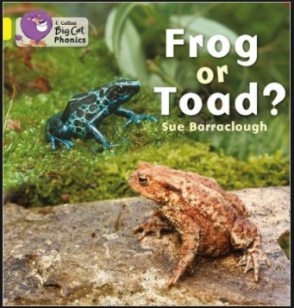 Collins
Big Cat
Phonics
Frog
or
Toad?
Sue Barraclough